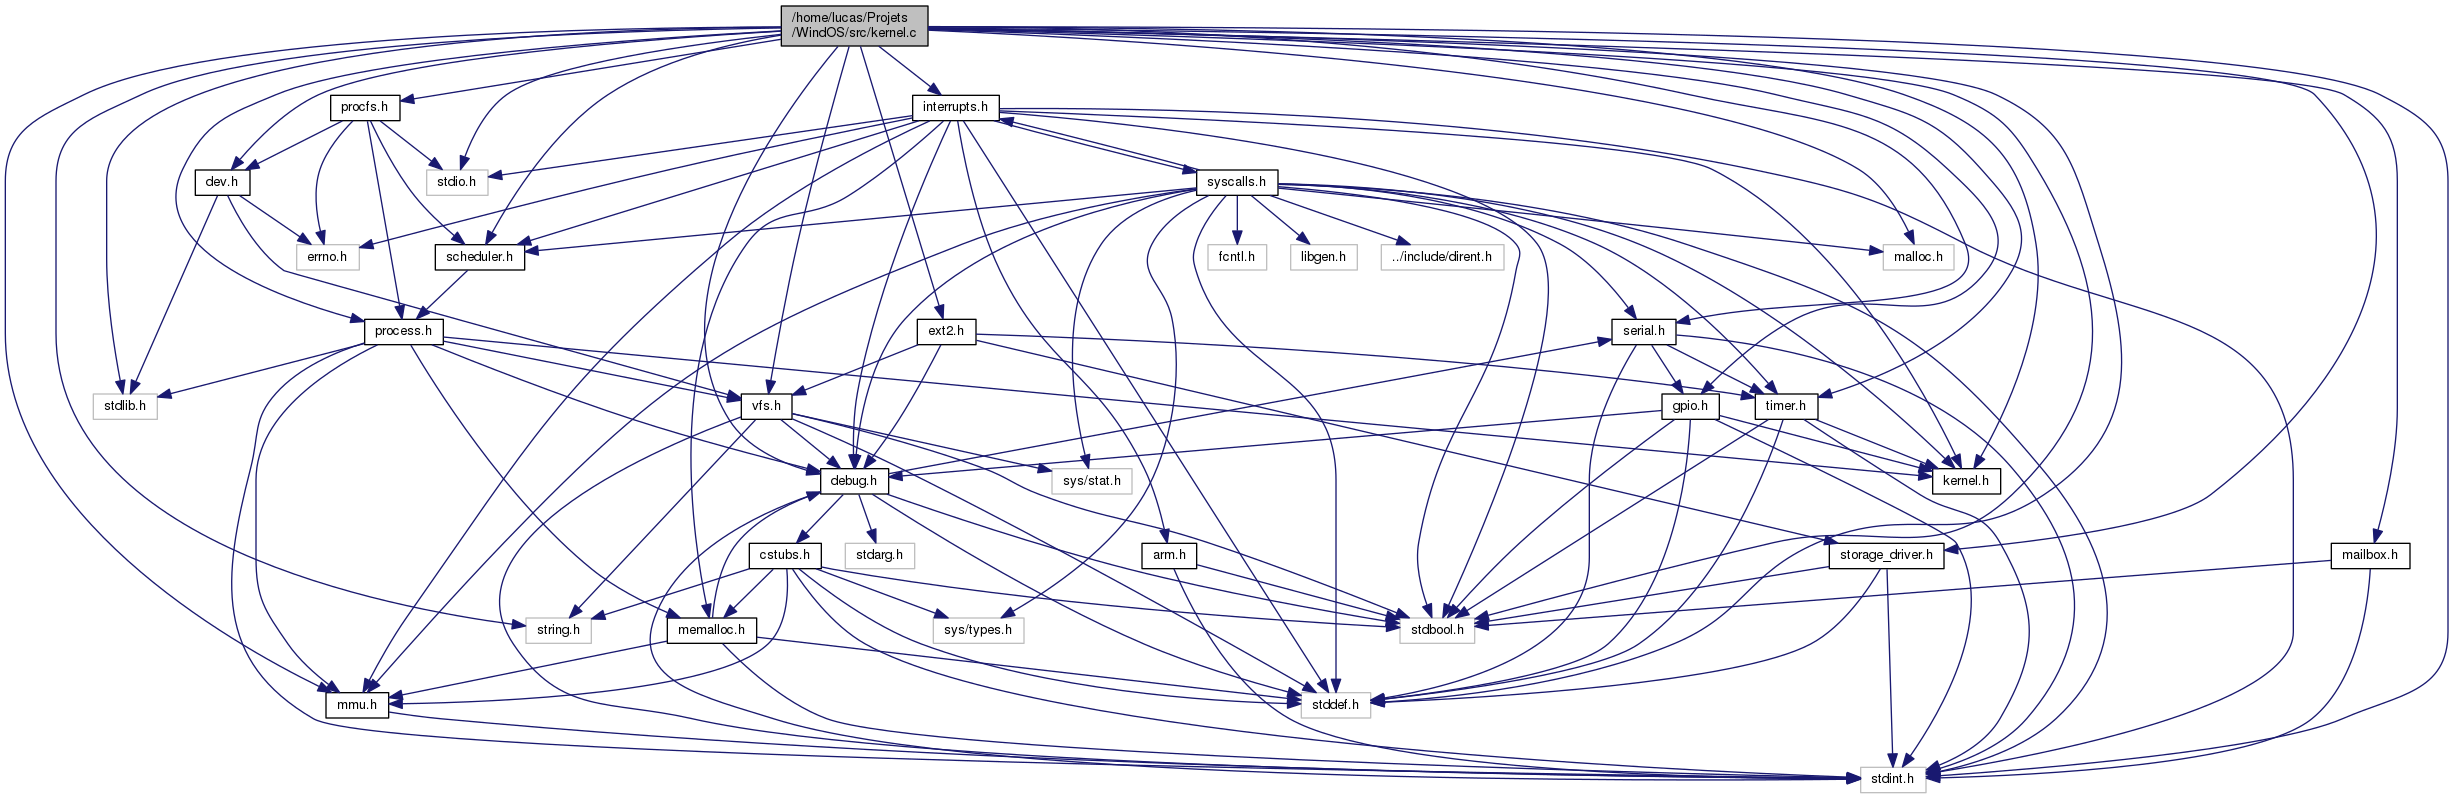 /home/lucas/Projets
/WindOS/src/kernel.c
procfs.h
interrupts.h
dev.h
stdio.h
syscalls.h
errno.h
scheduler.h
fcntl.h
libgen.h
../include/dirent.h
malloc.h
process.h
ext2.h
serial.h
stdlib.h
vfs.h
gpio.h
timer.h
debug.h
sys/stat.h
kernel.h
cstubs.h
stdarg.h
arm.h
storage_driver.h
mailbox.h
string.h
memalloc.h
sys/types.h
stdbool.h
mmu.h
stddef.h
stdint.h